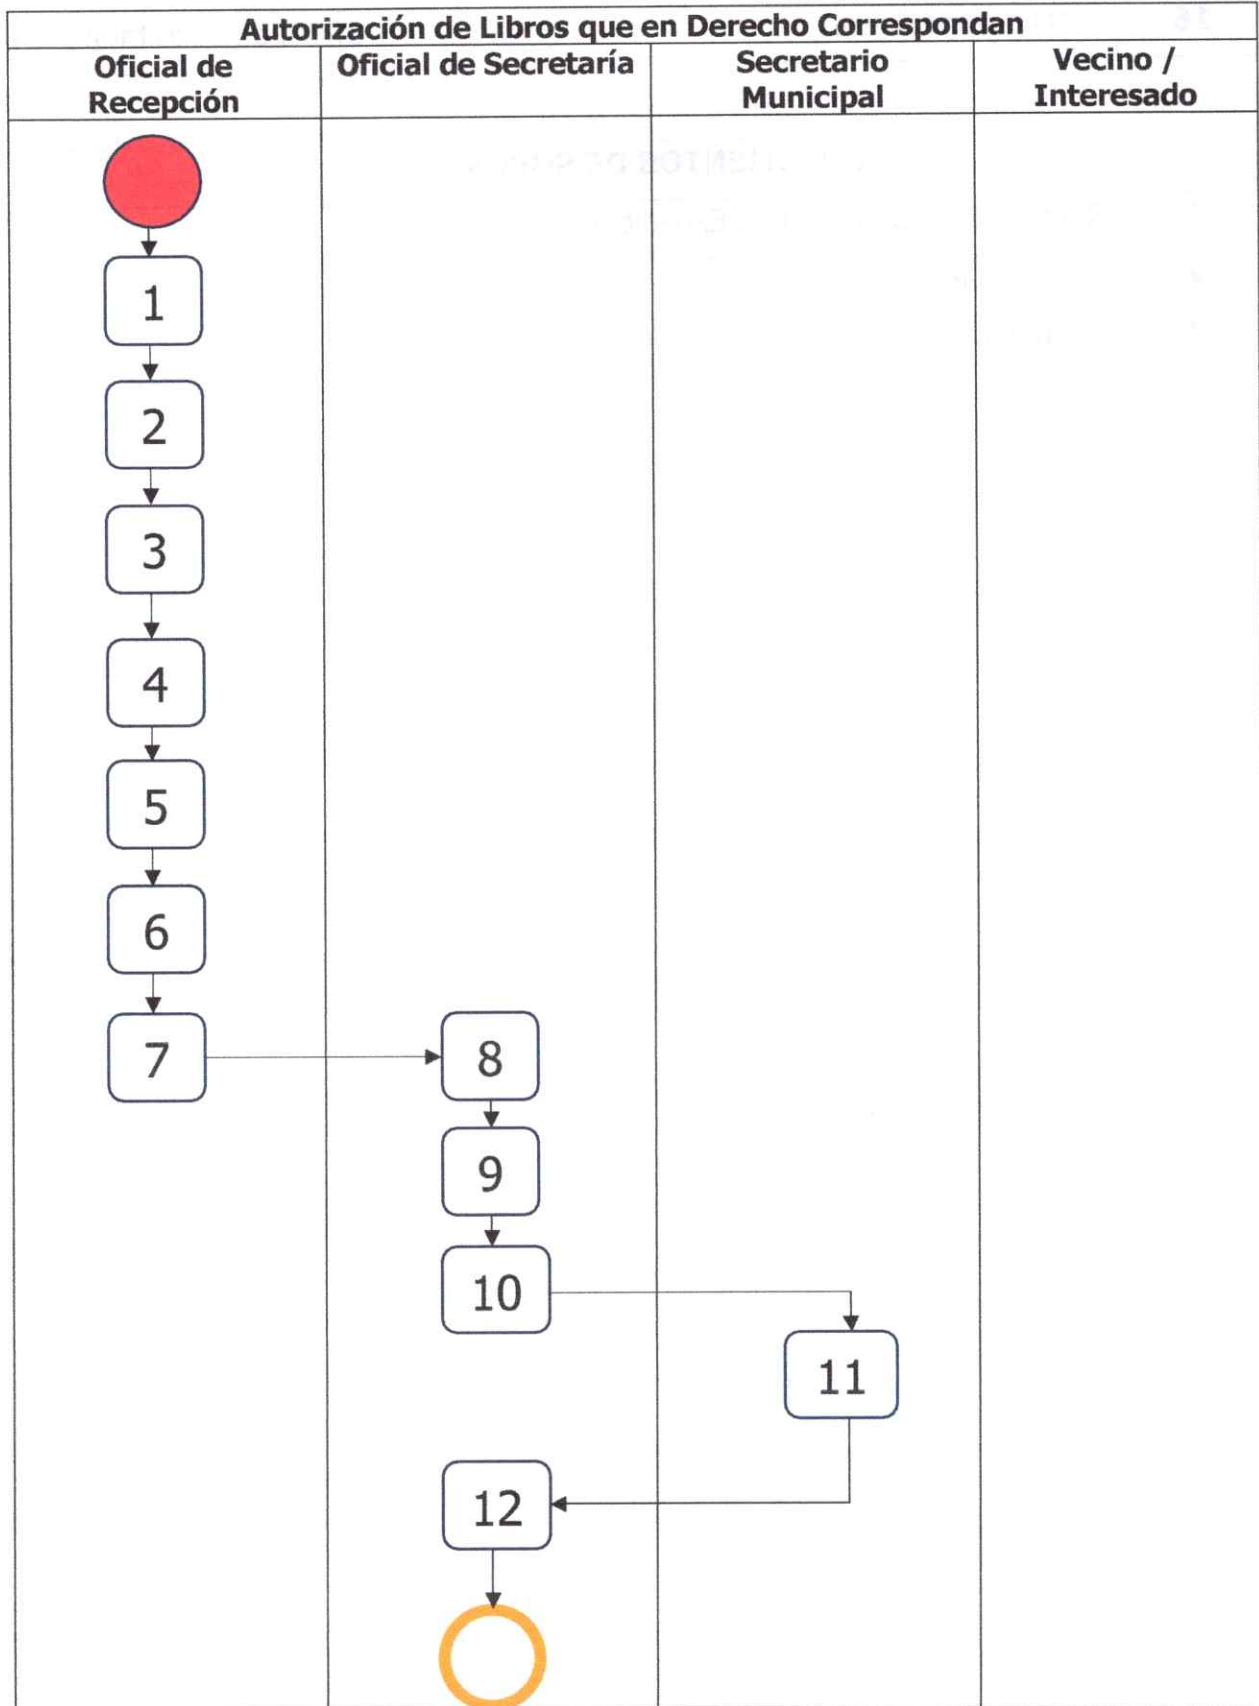 Autorización de Libros que en Derecho Correspondan
Oficial de
Recepción
Oficial de Secretaría
Secretario
Municipal
Vecino /
Interesado
1
2
3
4
5
6
7
8
9
10
11
12